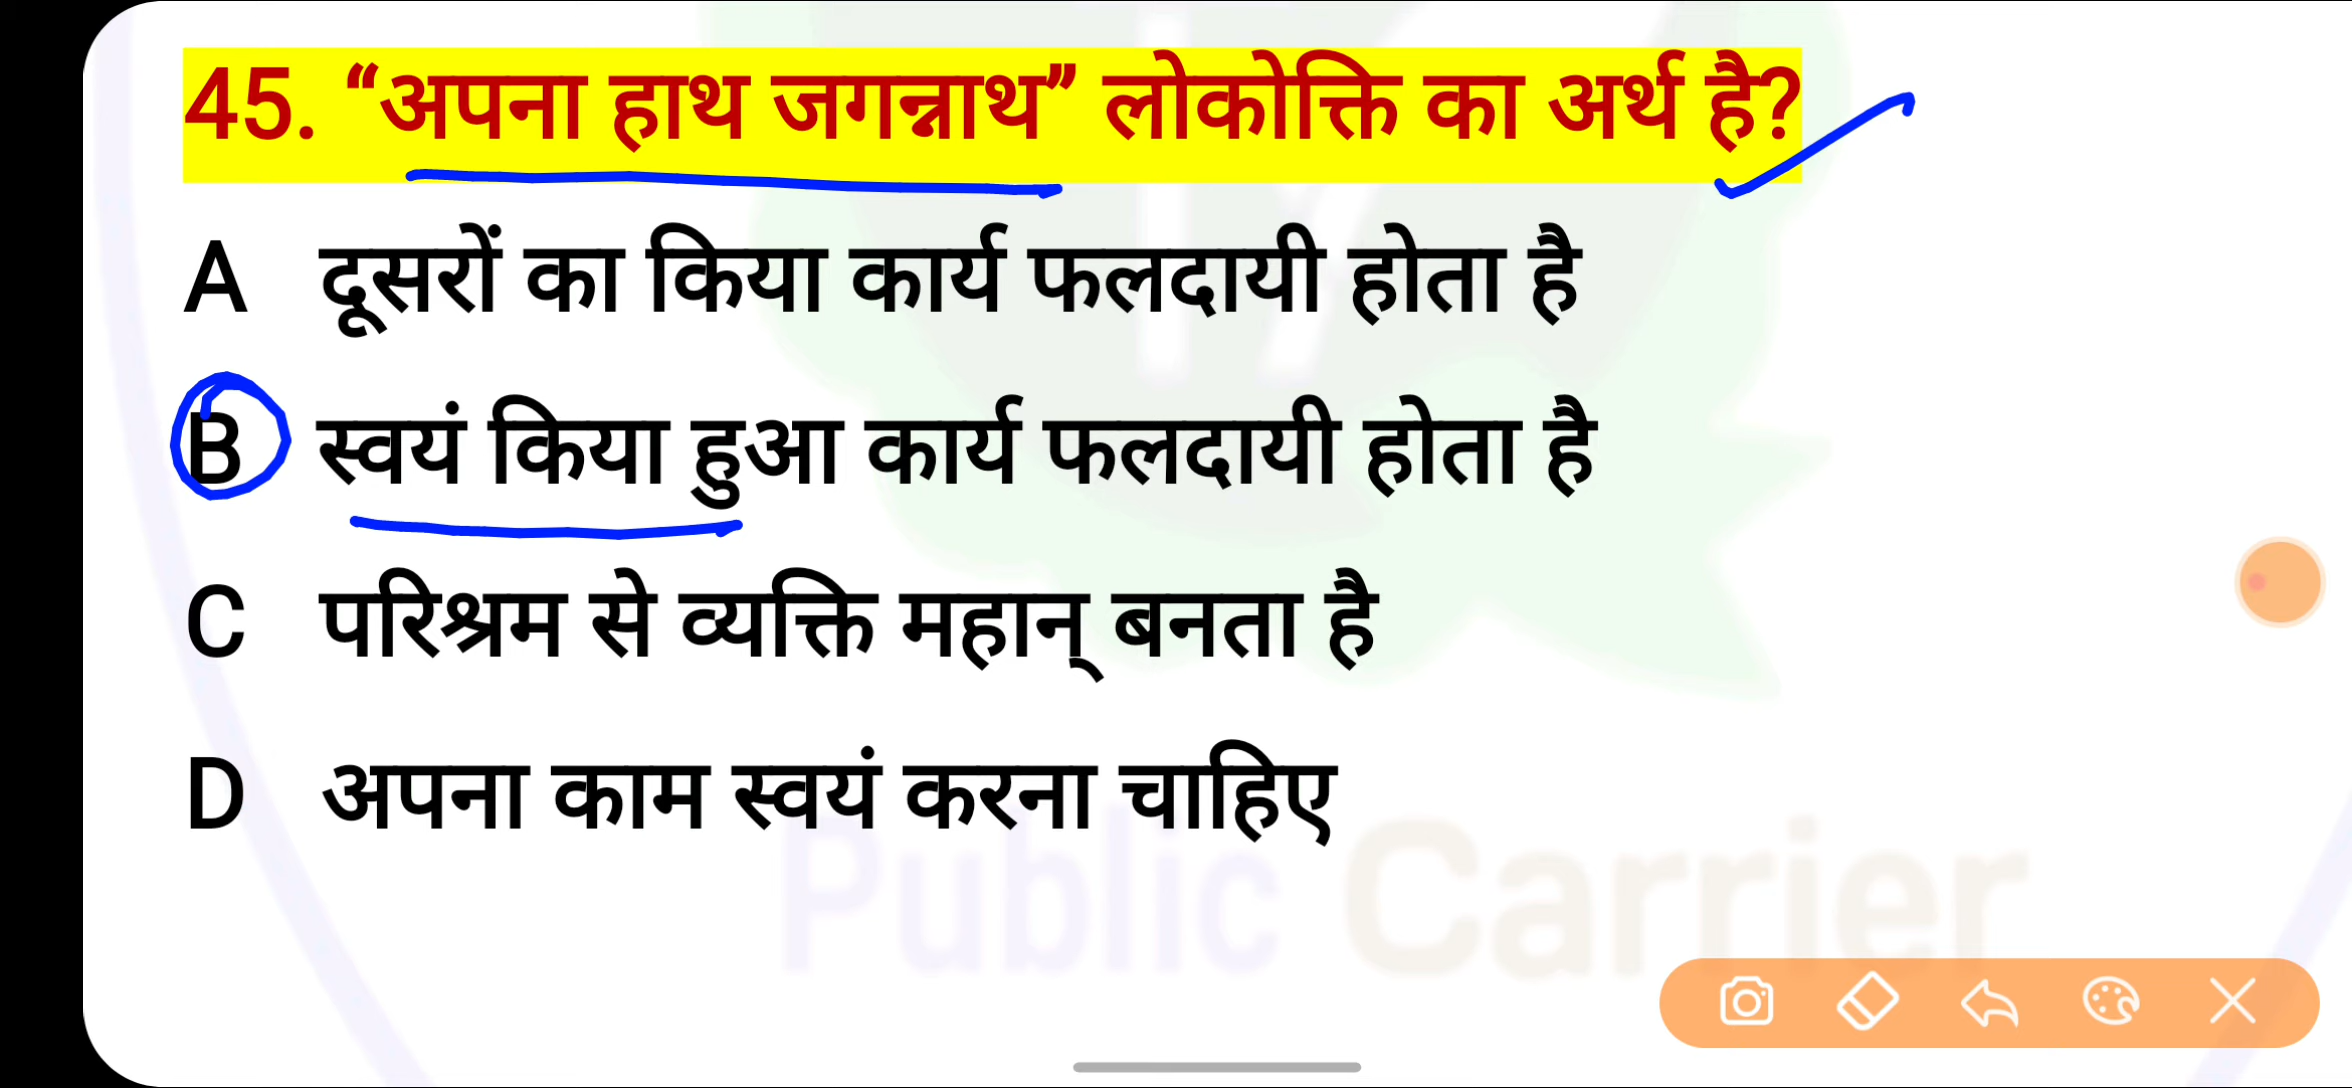 45. “अपना हाथ जगन्नाथ” लोकोक्ति का अर्थ है?
A दूसरों का किया कार्य फलदायी होता है
B स्वयं किया हुआ कार्य फलदायी होता है
C परिश्रम से व्यक्ति महान् बनता है
D अपना काम स्वयं करना चाहिए
Public Carrier